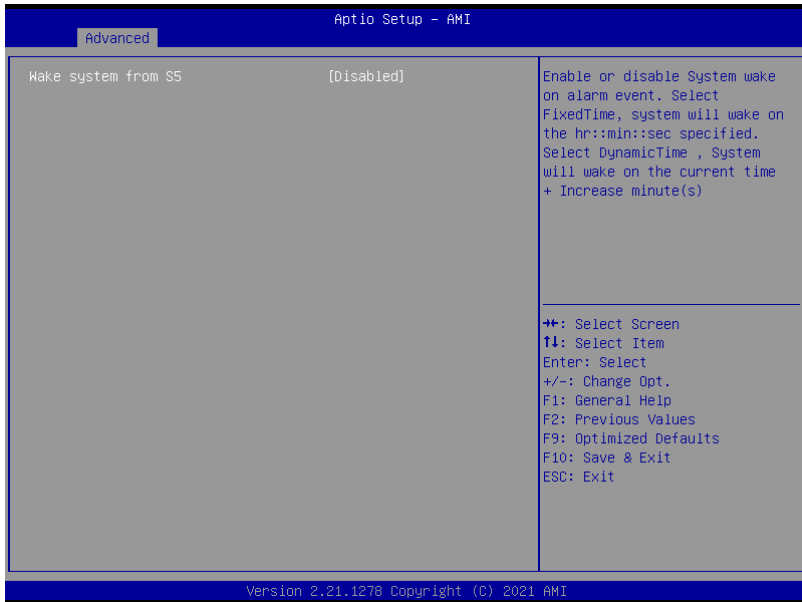 Aptio Setup – AMI
Advanced
Wake system from S5 [Disabled]
Enable or disable System wake
on alarm event. Select
FixedTime, system will wake on
the hr::min::sec specified.
Select DynamicTime , System
will wake on the current time
+ Increase minute(s)
→←: Select Screen
↑↓: Select Item
Enter: Select
+/-: Change Opt.
F1: General Help
F2: Previous Values
F9: Optimized Defaults
F10: Save & Exit
ESC: Exit
Version 2.21.1278 Copyright (C) 2021 AMI